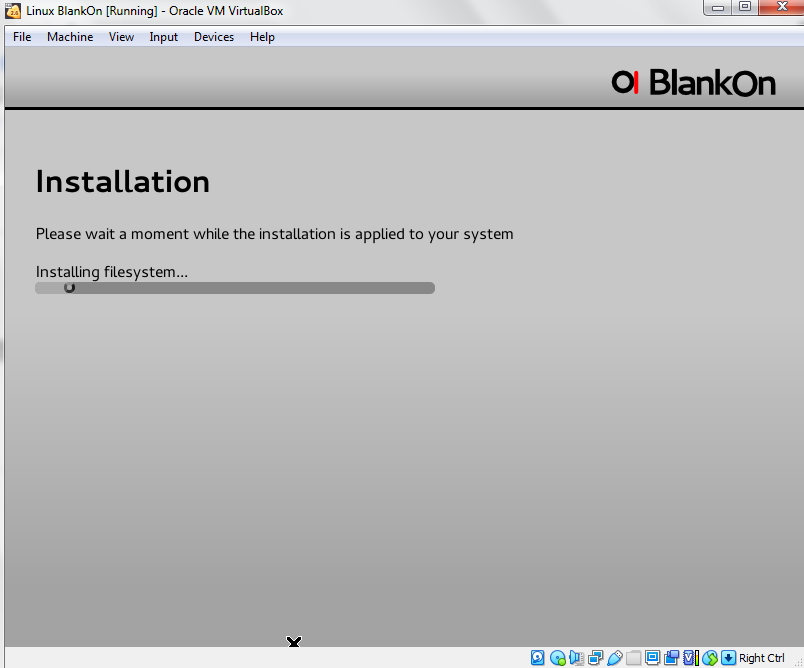 Linux BlankOn [Running] - Oracle VM VirtualBox
File Machine View Input Devices Help
BlankOn
Installation
Please wait a moment while the installation is applied to your system
Installing filesystem...
Right Ctrl